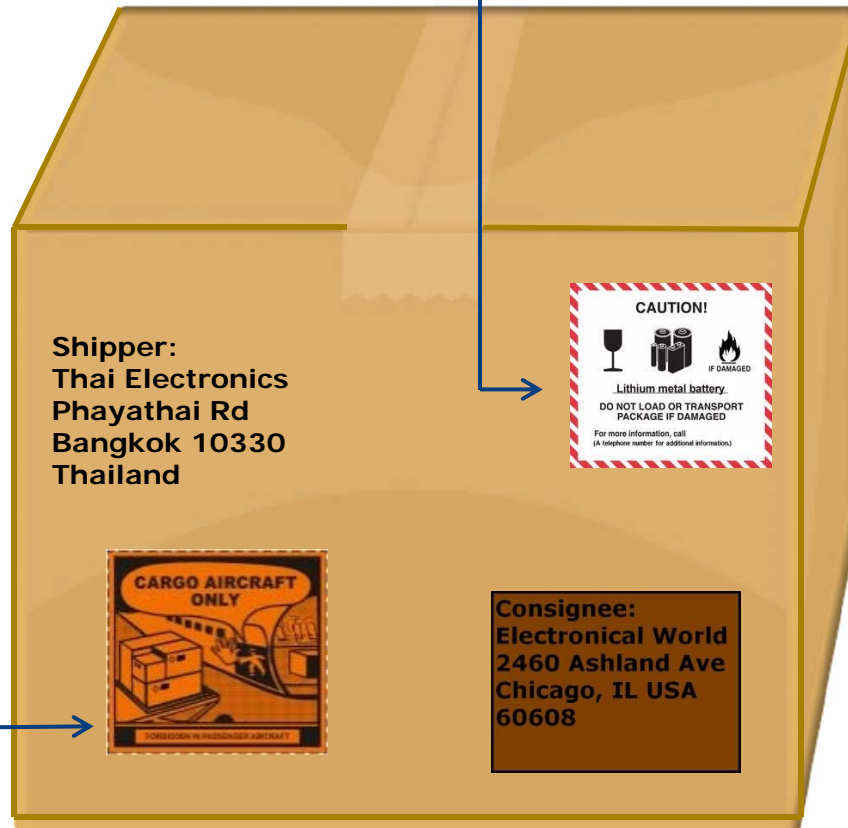 Shipper:
Thai Electronics
Phayathai Rd
Bangkok 10330
Thailand
CAUTION!
IF DAMAGED
Lithium metal battery
DO NOT LOAD OR TRANSPORT
PACKAGE IF DAMAGED
For more information, call
(A telephone number for additional information.)
CARGO AIRCRAFT
ONLY
FORBIDDEN IN PASSENGER AIRCRAFT
Consignee:
Electronical World
2460 Ashland Ave
Chicago, IL USA
60608